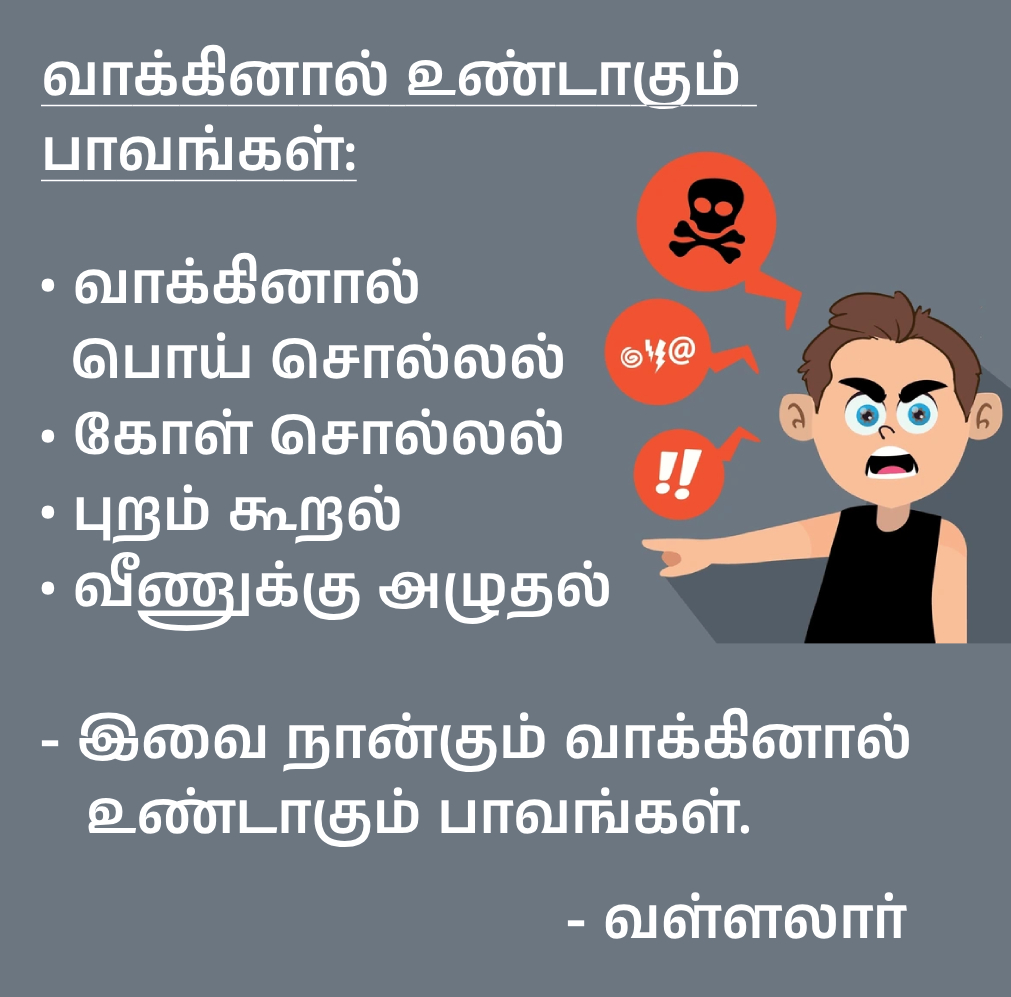 வாக்கினால் உண்டாகும்
பாவங்கள்:
• வாக்கினால்
பொய் சொல்லல்
• கோள் சொல்லல்
• புறம் கூறல்
• வீணுக்கு அழுதல்
- இவை நான்கும் வாக்கினால்
உண்டாகும் பாவங்கள்.
- வள்ளலார்
@
!!